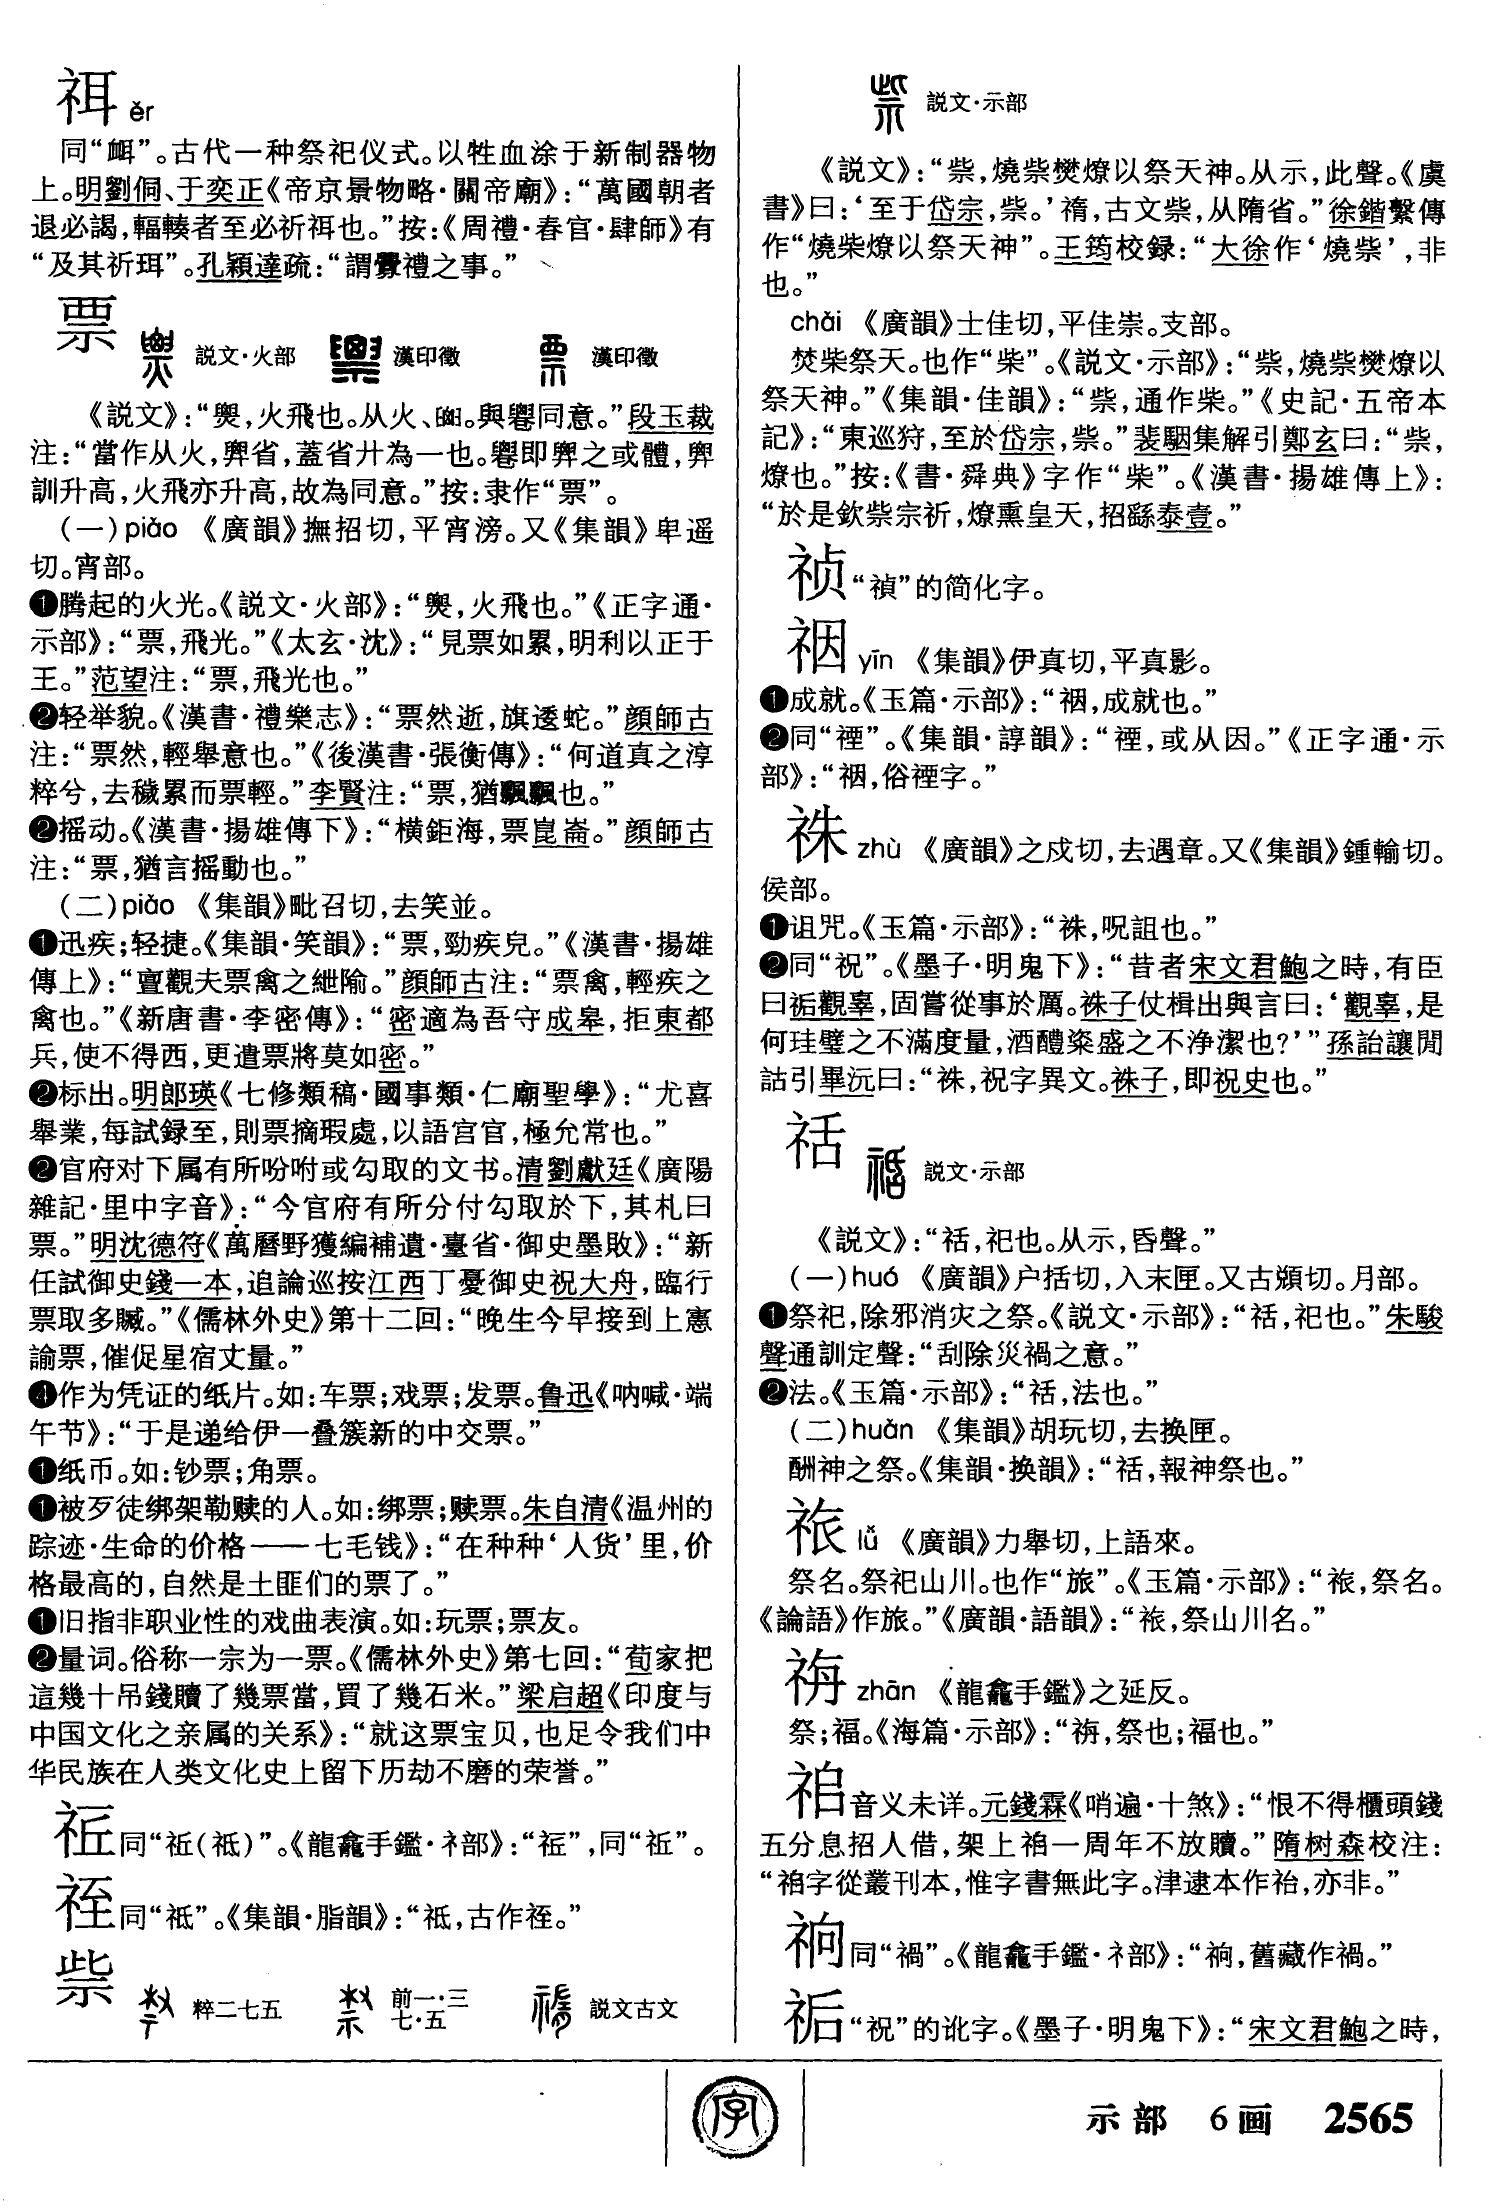 祌 ěr
同“衈”。古代一种祭祀仪式。以牲血涂于新制器物
上。明劉侗、于奕正《帝京景物略·關帝廟》：“萬國朝者
退必謁，輻輳者至必祈祌也。”按：《周禮·春官·肆師》有
“及其祈珥”。孔穎達疏：“謂釁禮之事。”
票
説文·火部 漢印徵 漢印徵
《説文》：“㶾，火飛也。从火、𦥑。與𠨧同意。”段玉裁
注：“當作从火，䙴省，蓋省廾為一也。𠨧即䙴之或體，䙴
訓升高，火飛亦升高，故為同意。”按：隶作“票”。
（一）piāo 《廣韻》撫招切，平宵滂。又《集韻》卑遥
切。宵部。
❶腾起的火光。《説文·火部》：“㶾，火飛也。”《正字通·
示部》：“票，飛光。”《太玄·沈》：“見票如累，明利以正于
王。”范望注：“票，飛光也。”
❷轻举貌。《漢書·禮樂志》：“票然逝，旗逶蛇。”顔師古
注：“票然，輕舉意也。”《後漢書·張衡傳》：“何道真之淳
粹兮，去穢累而票輕。”李賢注：“票，猶飄飄也。”
❷摇动。《漢書·揚雄傳下》：“横鉅海，票崑崙。”顔師古
注：“票，猶言摇動也。”
（二）piào 《集韻》毗召切，去笑並。
❶迅疾；轻捷。《集韻·笑韻》：“票，勁疾皃。”《漢書·揚雄
傳上》：“亶觀夫票禽之紲隃。”顔師古注：“票禽，輕疾之
禽也。”《新唐書·李密傳》：“密適為吾守成皋，拒東都
兵，使不得西，更遣票將莫如密。”
❷标出。明郎瑛《七修類稿·國事類·仁廟聖學》：“尤喜
舉業，每試録至，則票摘瑕處，以語宫官，極允常也。”
❷官府对下属有所吩咐或勾取的文书。清劉獻廷《廣陽
雜記·里中字音》：“今官府有所分付勾取於下，其札曰
票。”明沈德符《萬曆野獲編補遺·臺省·御史墨敗》：“新
任試御史錢一本，追論巡按江西丁憂御史祝大舟，臨行
票取多贓。”《儒林外史》第十二回：“晚生今早接到上憲
諭票，催促星宿丈量。”
❹作为凭证的纸片。如：车票；戏票；发票。鲁迅《呐喊·端
午节》：“于是递给伊一叠簇新的中交票。”
❶纸币。如：钞票；角票。
❶被歹徒绑架勒赎的人。如：绑票；赎票。朱自清《温州的
踪迹·生命的价格——七毛钱》：“在种种‘人货’里，价
格最高的，自然是土匪们的票了。”
❶旧指非职业性的戏曲表演。如：玩票；票友。
❷量词。俗称一宗为一票。《儒林外史》第七回：“荀家把
這幾十吊錢贖了幾票當，買了幾石米。”梁启超《印度与
中国文化之亲属的关系》：“就这票宝贝，也足令我们中
华民族在人类文化史上留下历劫不磨的荣誉。”
同“祗（祇）”。《龍龕手鑑·礻部》：
祬同“祗”。《集韻·脂韻》：“祗，古作祬。”
祡
粹二七五 前一·三七·五 説文古文
説文·示部
《説文》：“祡，燒祡燓燎以祭天神。从示，此聲。《虞
書》曰：‘至于岱宗，祡。’𥛩，古文祡，从隋省。”徐鍇繫傳
作“燒柴燎以祭天神”。王筠校録：“大徐作‘燒祡’，非
也。”
chái 《廣韻》士佳切，平佳崇。支部。
焚柴祭天。也作“柴”。《説文·示部》：“祡，燒祡燓燎以
祭天神。”《集韻·佳韻》：“祡，通作柴。”《史記·五帝本
記》：“東巡狩，至於岱宗，祡。”裴駰集解引鄭玄曰：“祡，
燎也。”按：《書·舜典》字作“柴”。《漢書·揚雄傳上》：
“於是欽祡宗祈，燎熏皇天，招繇泰壹。”
祯“禎”的简化字。
䄄 yīn 《集韻》伊真切，平真影。
❶成就。《玉篇·示部》：“䄄，成就也。”
❷同“禋”。《集韻·諄韻》：“禋，或从因。”《正字通·示
部》：“䄄，俗禋字。”
祩 zhù 《廣韻》之戍切，去遇章。又《集韻》鍾輸切。
侯部。
❶诅咒。《玉篇·示部》：“祩，呪詛也。”
❷同“祝”。《墨子·明鬼下》：“昔者宋文君鮑之時，有臣
曰䄔觀辜，固嘗從事於厲。祩子仗楫出與言曰：‘觀辜，是
何珪璧之不滿度量，酒醴粢盛之不浄潔也？’”孫詒讓閒
詁引畢沅曰：“祩，祝字異文。祩子，即祝史也。”
䄆
説文·示部
《説文》：“䄆，祀也。从示，昏聲。”
（一）huó 《廣韻》户括切，入末匣。又古頒切。月部。
❶祭祀，除邪消灾之祭。《説文·示部》：“䄆，祀也。”朱駿
聲通訓定聲：“刮除災禍之意。”
❷法。《玉篇·示部》：“䄆，法也。”
（二）huàn 《集韻》胡玩切，去换匣。
酬神之祭。《集韻·换韻》：“䄆，報神祭也。”
祣 lǚ 《廣韻》力舉切，上語來。
祭名。祭祀山川。也作“旅”。《玉篇·示部》：“祣，祭名。
《論語》作旅。”《廣韻·語韻》：“祣，祭山川名。”
zhān 《龍龕手鑑》之延反。
祭；福。《海篇·示部》：“祭也；福也。”
音义未详。元錢霖《哨遍·十煞》：“恨不得櫃頭錢
五分息招人借，架上一周年不放贖。”隋树森校注：
“字從叢刊本，惟字書無此字。津逮本作祫，亦非。”
同“禍”。《龍龕手鑑·礻部》：“舊藏作禍。”
䄔“祝”的讹字。《墨子·明鬼下》：“宋文君鮑之時，
字
示部 6画 2565